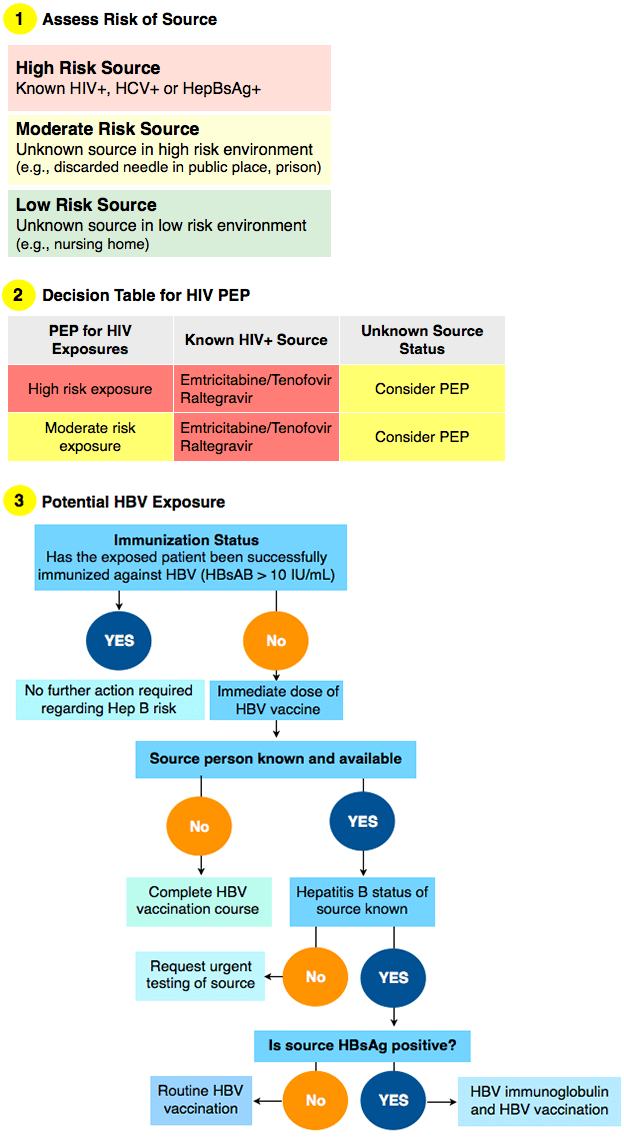 1 Assess Risk of Source
High Risk Source
Known HIV+, HCV+ or HepBsAg+
Moderate Risk Source
Unknown source in high risk environment
(e.g., discarded needle in public place, prison)
Low Risk Source
Unknown source in low risk environment
(e.g., nursing home)
2 Decision Table for HIV PEP
PEP for HIV
Exposures
Known HIV+ Source
Unknown Source
Status
High risk exposure
Emtricitabine/Tenofovir
Raltegravir
Consider PEP
Moderate risk
exposure
Emtricitabine/Tenofovir
Raltegravir
Consider PEP
3 Potential HBV Exposure
Immunization Status
Has the exposed patient been successfully
immunized against HBV (HBsAB > 10 IU/mL)
YES
No
No further action required
regarding Hep B risk
Immediate dose of
HBV vaccine
Source person known and available
No
YES
Complete HBV
vaccination course
Hepatitis B status of
source known
Request urgent
testing of source
No
YES
Is source HBsAg positive?
Routine HBV
vaccination
No
YES
HBV immunoglobulin
and HBV vaccination